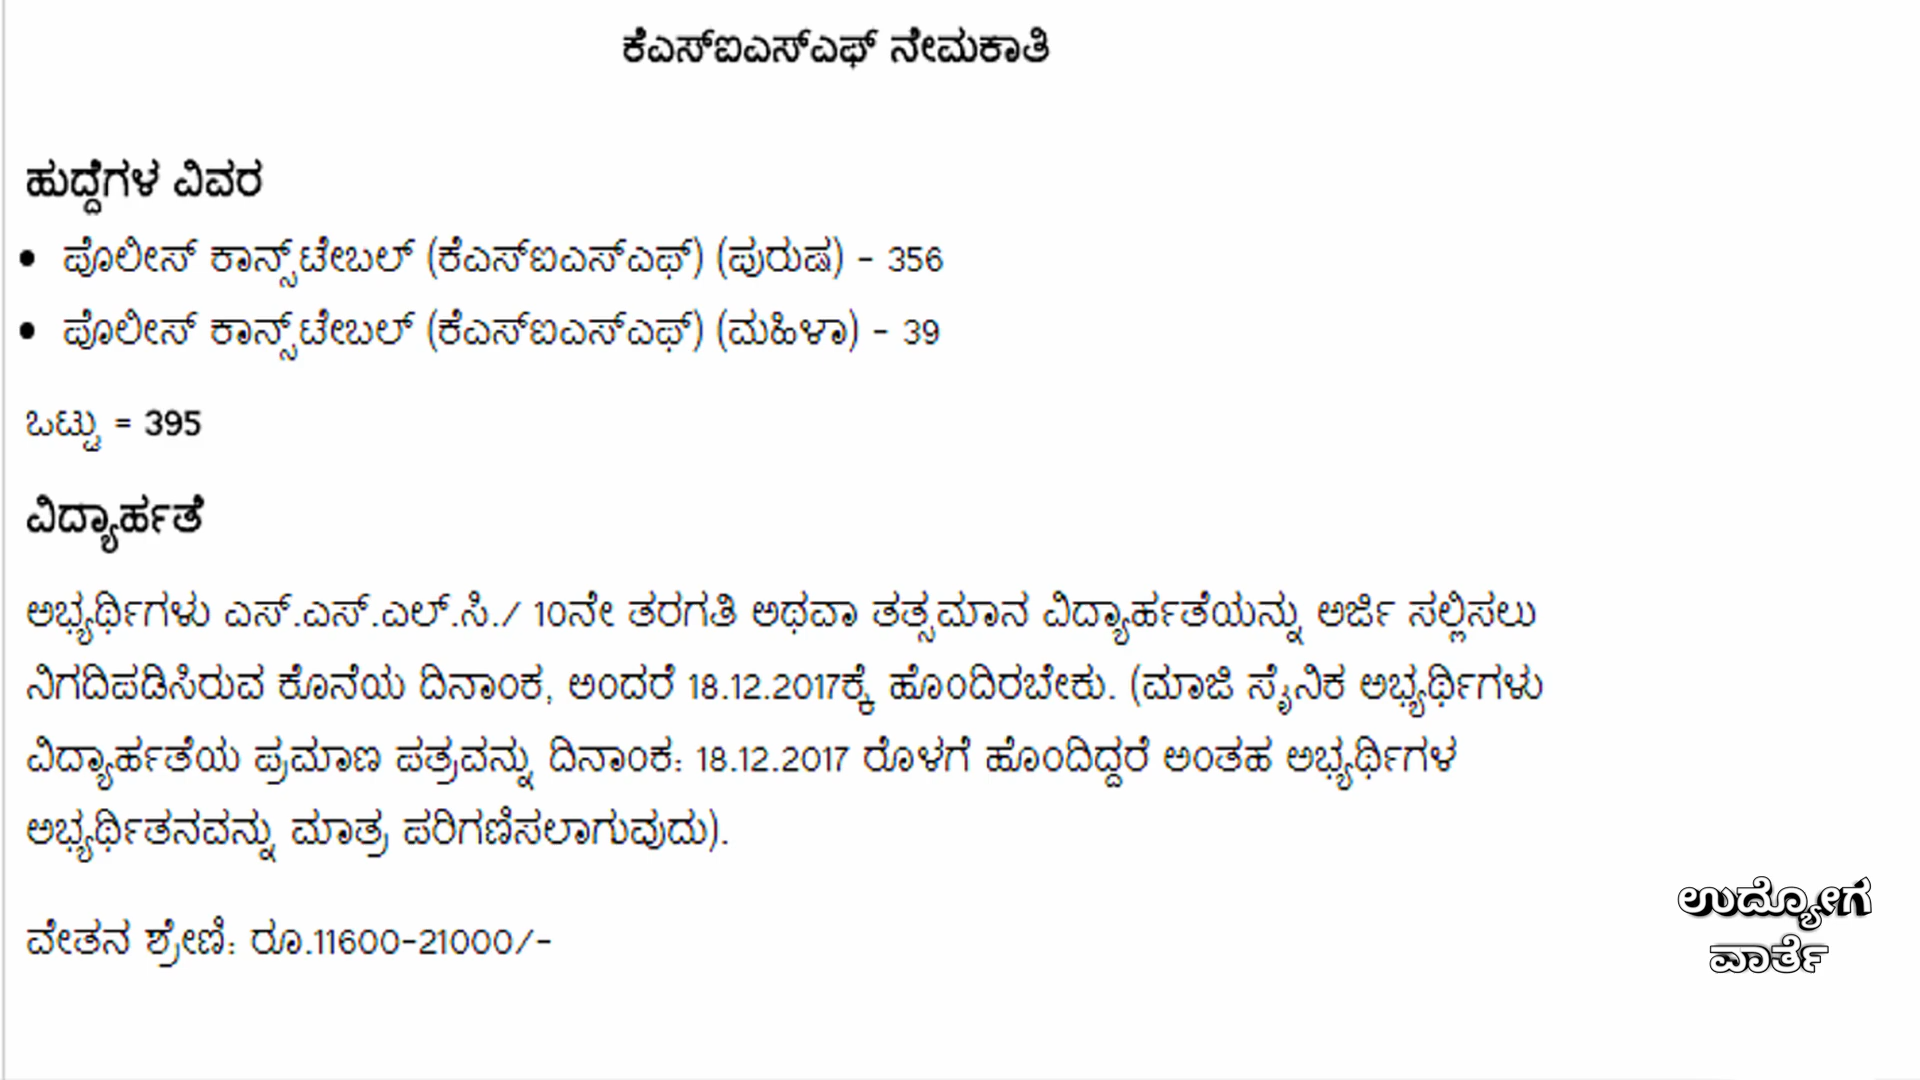 ಕೆಎಸ್ಐಎಸ್ಎಫ್ ನೇಮಕಾತಿ
ಹುದ್ದೆಗಳ ವಿವರ
• ಪೊಲೀಸ್ ಕಾನ್ಸ್‌ಟೇಬಲ್ (ಕೆಎಸ್ಐಎಸ್ಎಫ್) (ಪುರುಷ) - 356
• ಪೊಲೀಸ್ ಕಾನ್ಸ್‌ಟೇಬಲ್ (ಕೆಎಸ್ಐಎಸ್ಎಫ್) (ಮಹಿಳಾ) - 39
ಒಟ್ಟು = 395
ವಿದ್ಯಾರ್ಹತೆ
ಅಭ್ಯರ್ಥಿಗಳು ಎಸ್.ಎಸ್.ಎಲ್.ಸಿ./ 10ನೇ ತರಗತಿ ಅಥವಾ ತತ್ಸಮಾನ ವಿದ್ಯಾರ್ಹತೆಯನ್ನು ಅರ್ಜಿ ಸಲ್ಲಿಸಲು
ನಿಗದಿಪಡಿಸಿರುವ ಕೊನೆಯ ದಿನಾಂಕ, ಅಂದರೆ 18.12.2017ಕ್ಕೆ ಹೊಂದಿರಬೇಕು. (ಮಾಜಿ ಸೈನಿಕ ಅಭ್ಯರ್ಥಿಗಳು
ವಿದ್ಯಾರ್ಹತೆಯ ಪ್ರಮಾಣ ಪತ್ರವನ್ನು ದಿನಾಂಕ: 18.12.2017 ರೊಳಗೆ ಹೊಂದಿದ್ದರೆ ಅಂತಹ ಅಭ್ಯರ್ಥಿಗಳ
ಅಭ್ಯರ್ಥಿತನವನ್ನು ಮಾತ್ರ ಪರಿಗಣಿಸಲಾಗುವುದು).
ವೇತನ ಶ್ರೇಣಿ: ರೂ.11600-21000/-
ಉದ್ಯೋಗ
ವಾರ್ತೆ